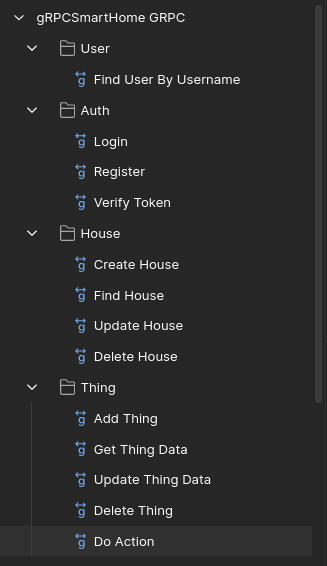 gRPCSmartHome GRPC
User
g Find User By Username
Auth
g Login
g Register
g Verify Token
House
g Create House
g Find House
g Update House
g Delete House
Thing
g Add Thing
g Get Thing Data
g Update Thing Data
g Delete Thing
g Do Action